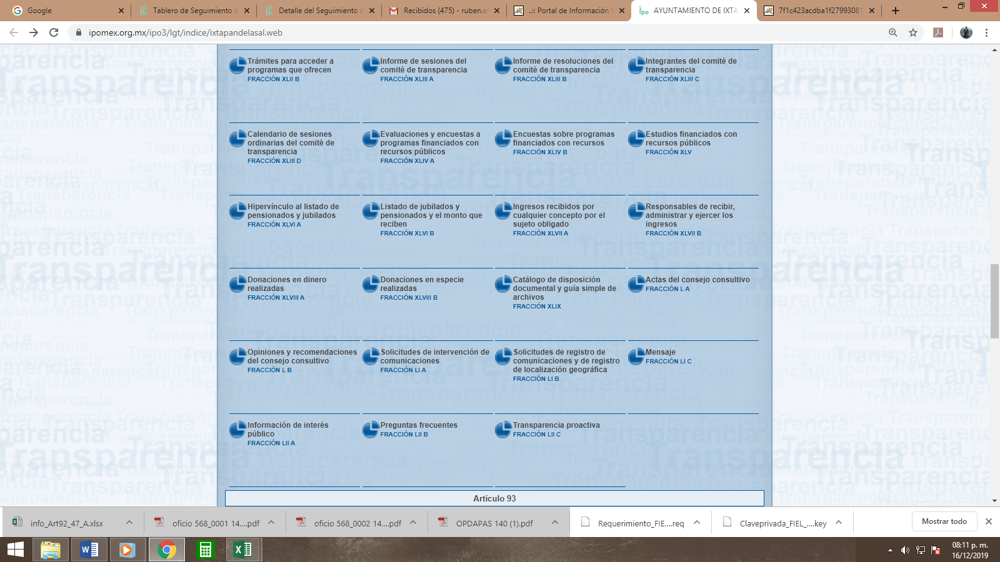 Google
Tablero de Seguimiento d
Detalle del Seguimiento d
Recibidos (475) - ruben.o
..:: Portal de Información P
ipo AYUNTAMIENTO DE IXTA
7f1c423acdba1f27993081
ipomex.org.mx/ipo3/lgt/indice/ixtapandelasal.web
Trámites para acceder a
programas que ofrecen
FRACCIÓN XLII B
Informe de sesiones del
comité de transparencia
FRACCIÓN XLIII A
Informe de resoluciones del
comité de transparencia
FRACCIÓN XLIII B
Integrantes del comité de
transparencia
FRACCIÓN XLIII C
Calendario de sesiones
ordinarias del comité de
transparencia
FRACCIÓN XLIII D
Evaluaciones y encuestas a
programas financiados con
recursos públicos
FRACCIÓN XLIV A
Encuestas sobre programas
financiados con recursos
FRACCIÓN XLIV B
Estudios financiados con
recursos públicos
FRACCIÓN XLV
Hipervínculo al listado de
pensionados y jubilados
FRACCIÓN XLVI A
Listado de jubilados y
pensionados y el monto que
reciben
FRACCIÓN XLVI B
Ingresos recibidos por
cualquier concepto por el
sujeto obligado
FRACCIÓN XLVII A
Responsables de recibir,
administrar y ejercer los
ingresos
FRACCIÓN XLVII B
Donaciones en dinero
realizadas
FRACCIÓN XLVIII A
Donaciones en especie
realizadas
FRACCIÓN XLVIII B
Catálogo de disposición
documental y guía simple de
archivos
FRACCIÓN XLIX
Actas del consejo consultivo
FRACCIÓN L A
Opiniones y recomendaciones
del consejo consultivo
FRACCIÓN L B
Solicitudes de intervención de
comunicaciones
FRACCIÓN LI A
Solicitudes de registro de
comunicaciones y de registro
de localización geográfica
FRACCIÓN LI B
Mensaje
FRACCIÓN LI C
Información de interés
público
FRACCIÓN LII A
Preguntas frecuentes
FRACCIÓN LII B
Transparencia proactiva
FRACCIÓN LII C
Artículo 93
info_Art92_47_A.xlsx
oficio 568_0001 14....pdf
oficio 568_0002 14....pdf
OPDAPAS 140 (1).pdf
Requerimiento_FIE....req
Claveprivada_FIEL_....key
Mostrar todo
08:11 p. m.
16/12/2019